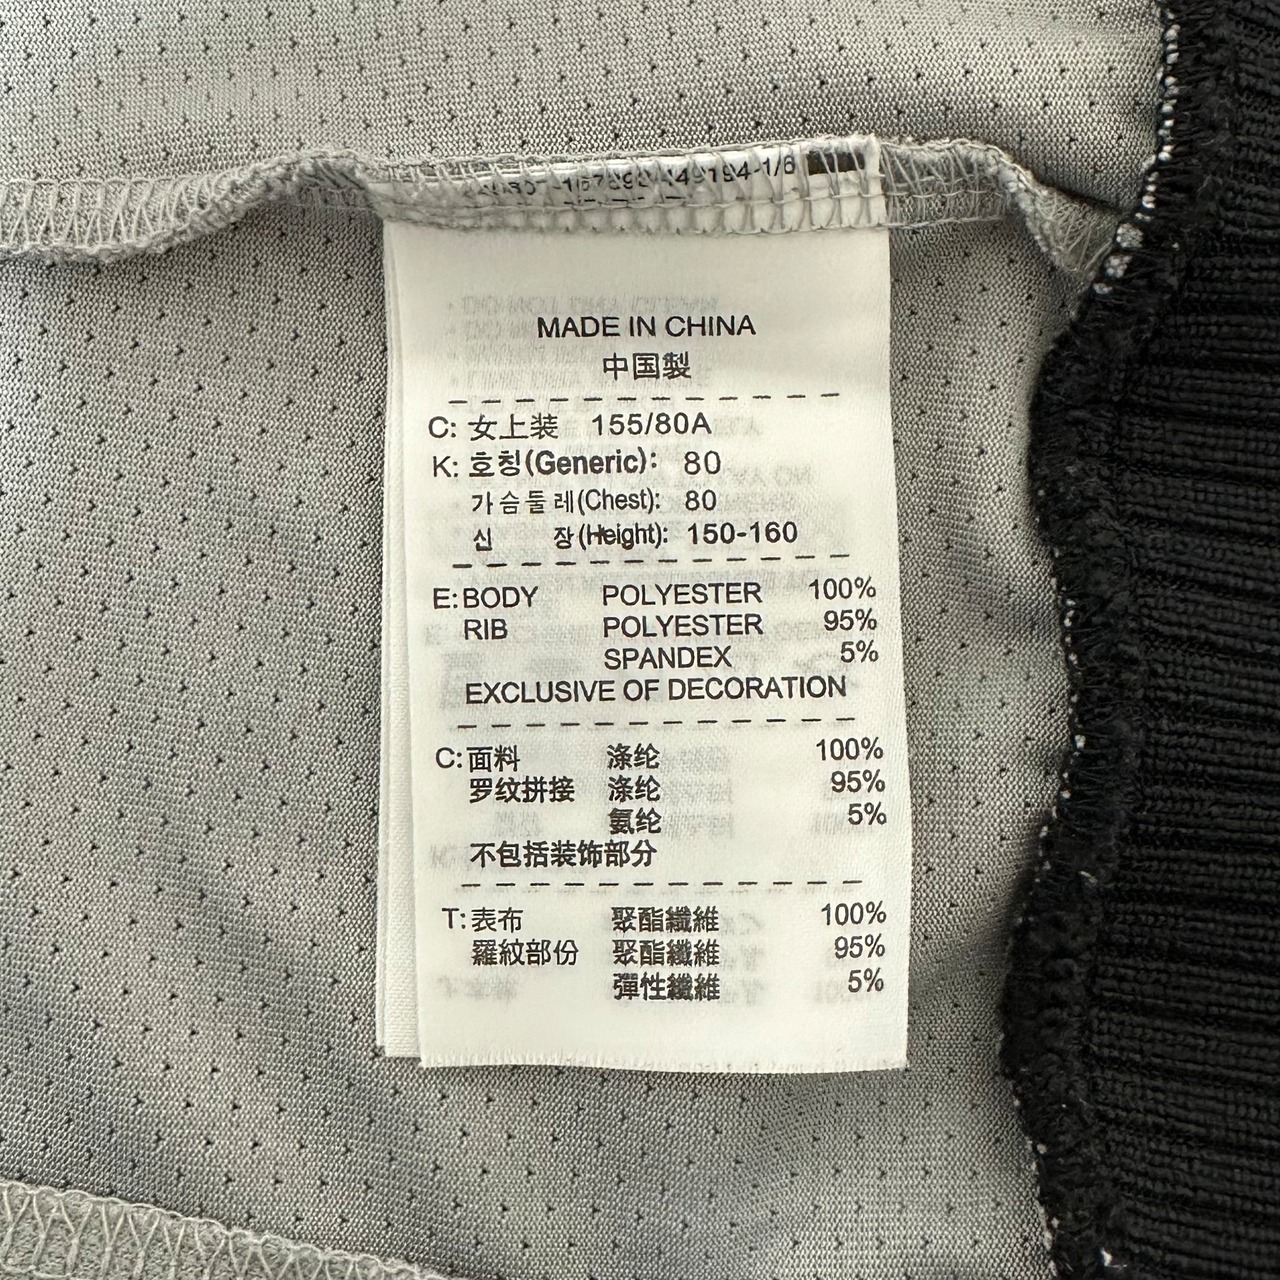 MADE IN CHINA
中国製
C: 女上装 155/80A
K: 호칭(Generic): 80
가슴둘레(Chest): 80
신 장(Height): 150-160
E: BODY POLYESTER 100%
RIB POLYESTER 95%
SPANDEX 5%
EXCLUSIVE OF DECORATION
C: 面料 涤纶 100%
罗纹拼接 涤纶 95%
氨纶 5%
不包括装饰部分
T: 表布 聚酯纖維 100%
羅紋部份 聚酯纖維 95%
彈性纖維 5%